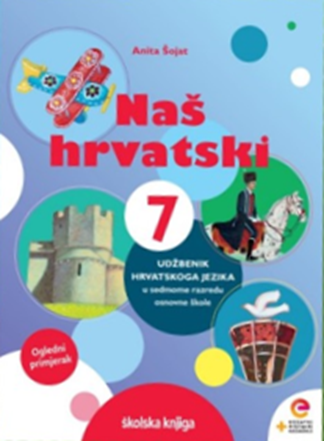 Anita Šojat
Naš
hrvatski
7
UDŽBENIK
HRVATSKOGA JEZIKA
u sedmome razredu
osnovne škole
Ogledni
primjerak
školska knjiga
e